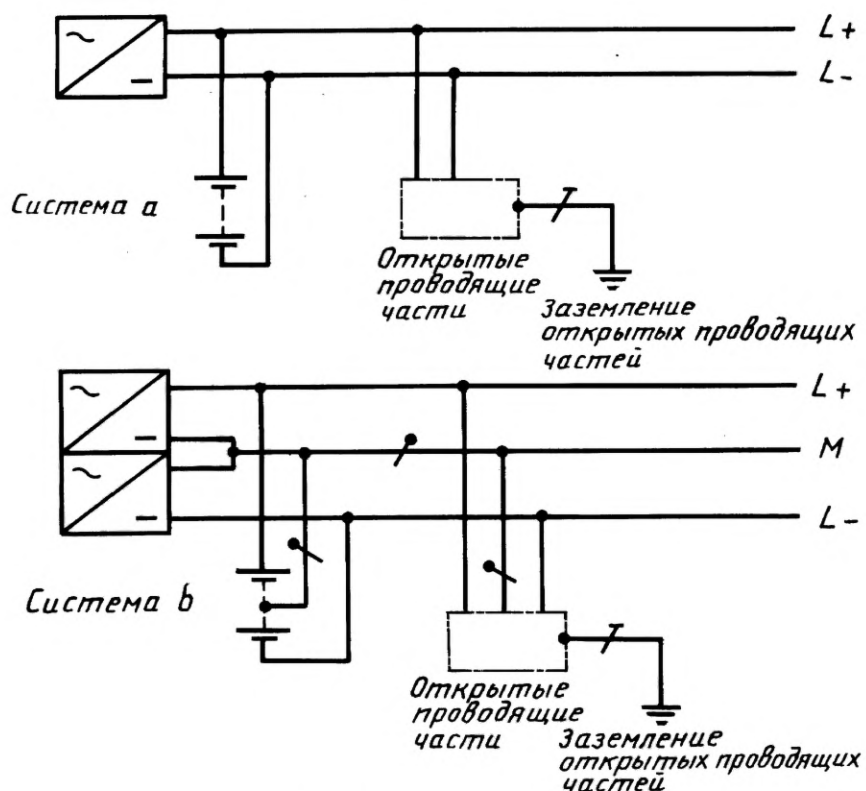 L+
L-
Система a
Открытые
проводящие
части
Заземление
открытых проводящих
частей
L+
M
L-
Система b
Открытые
проводящие
части
Заземление
открытых проводящих
частей